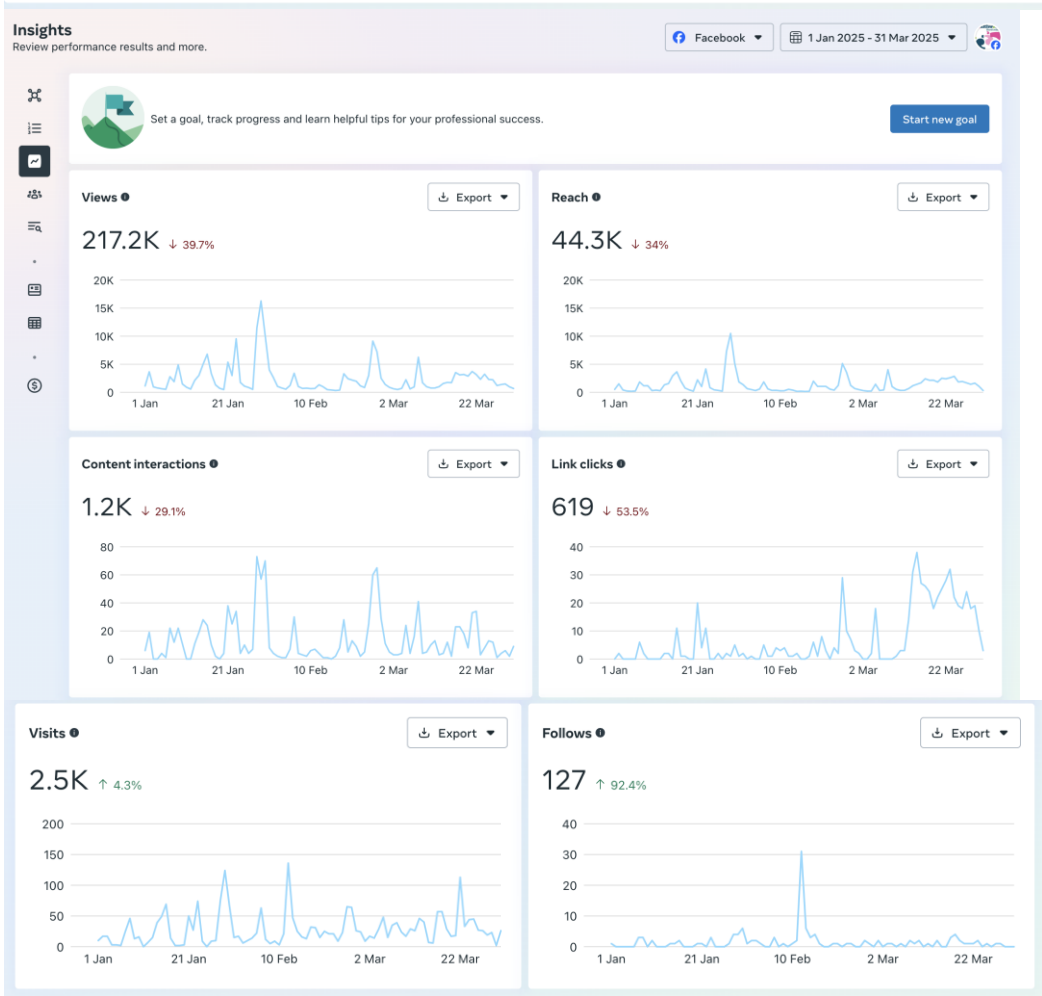 Insights
Review performance results and more.
Facebook
1 Jan 2025 - 31 Mar 2025
Set a goal, track progress and learn helpful tips for your professional success.
Start new goal
Views
Export
217.2K ↓ 39.7%
20K
15K
10K
5K
0
1 Jan 21 Jan 10 Feb 2 Mar 22 Mar
Reach
Export
44.3K ↓ 34%
20K
15K
10K
5K
0
1 Jan 21 Jan 10 Feb 2 Mar 22 Mar
Content interactions
Export
1.2K ↓ 29.1%
80
60
40
20
0
1 Jan 21 Jan 10 Feb 2 Mar 22 Mar
Link clicks
Export
619 ↓ 53.5%
40
30
20
10
0
1 Jan 21 Jan 10 Feb 2 Mar 22 Mar
Visits
Export
2.5K ↑ 4.3%
200
150
100
50
0
1 Jan 21 Jan 10 Feb 2 Mar 22 Mar
Follows
Export
127 ↑ 92.4%
40
30
20
10
0
1 Jan 21 Jan 10 Feb 2 Mar 22 Mar